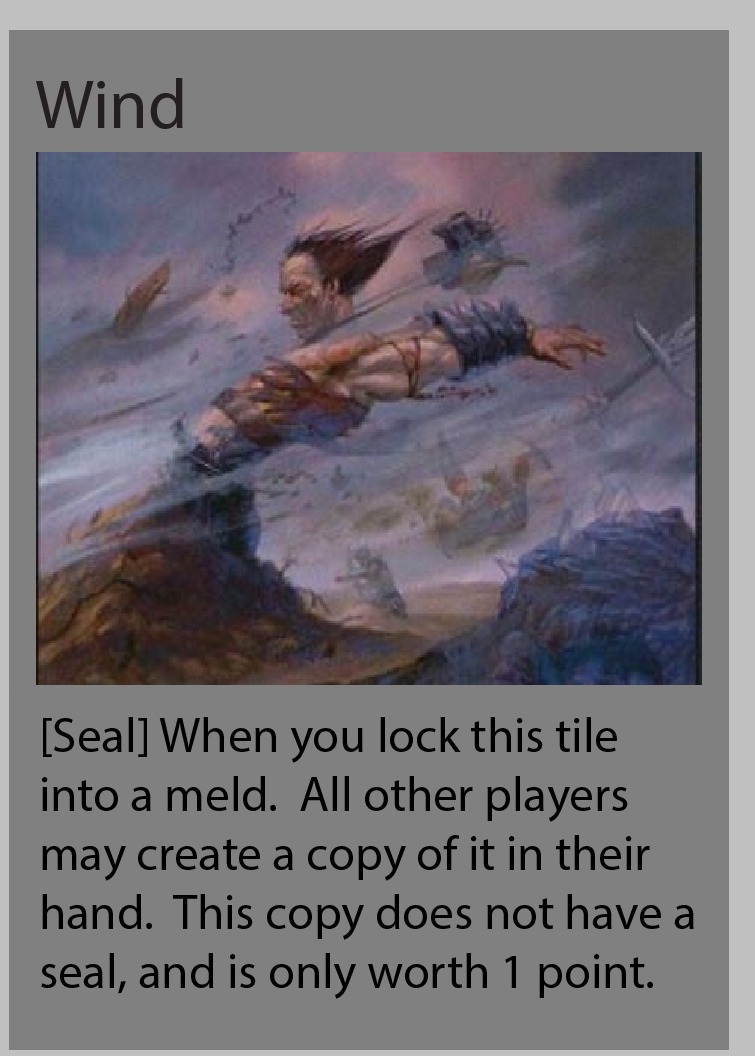 Wind
[Seal] When you lock this tile
into a meld.  All other players
may create a copy of it in their
hand.  This copy does not have a
seal, and is only worth 1 point.